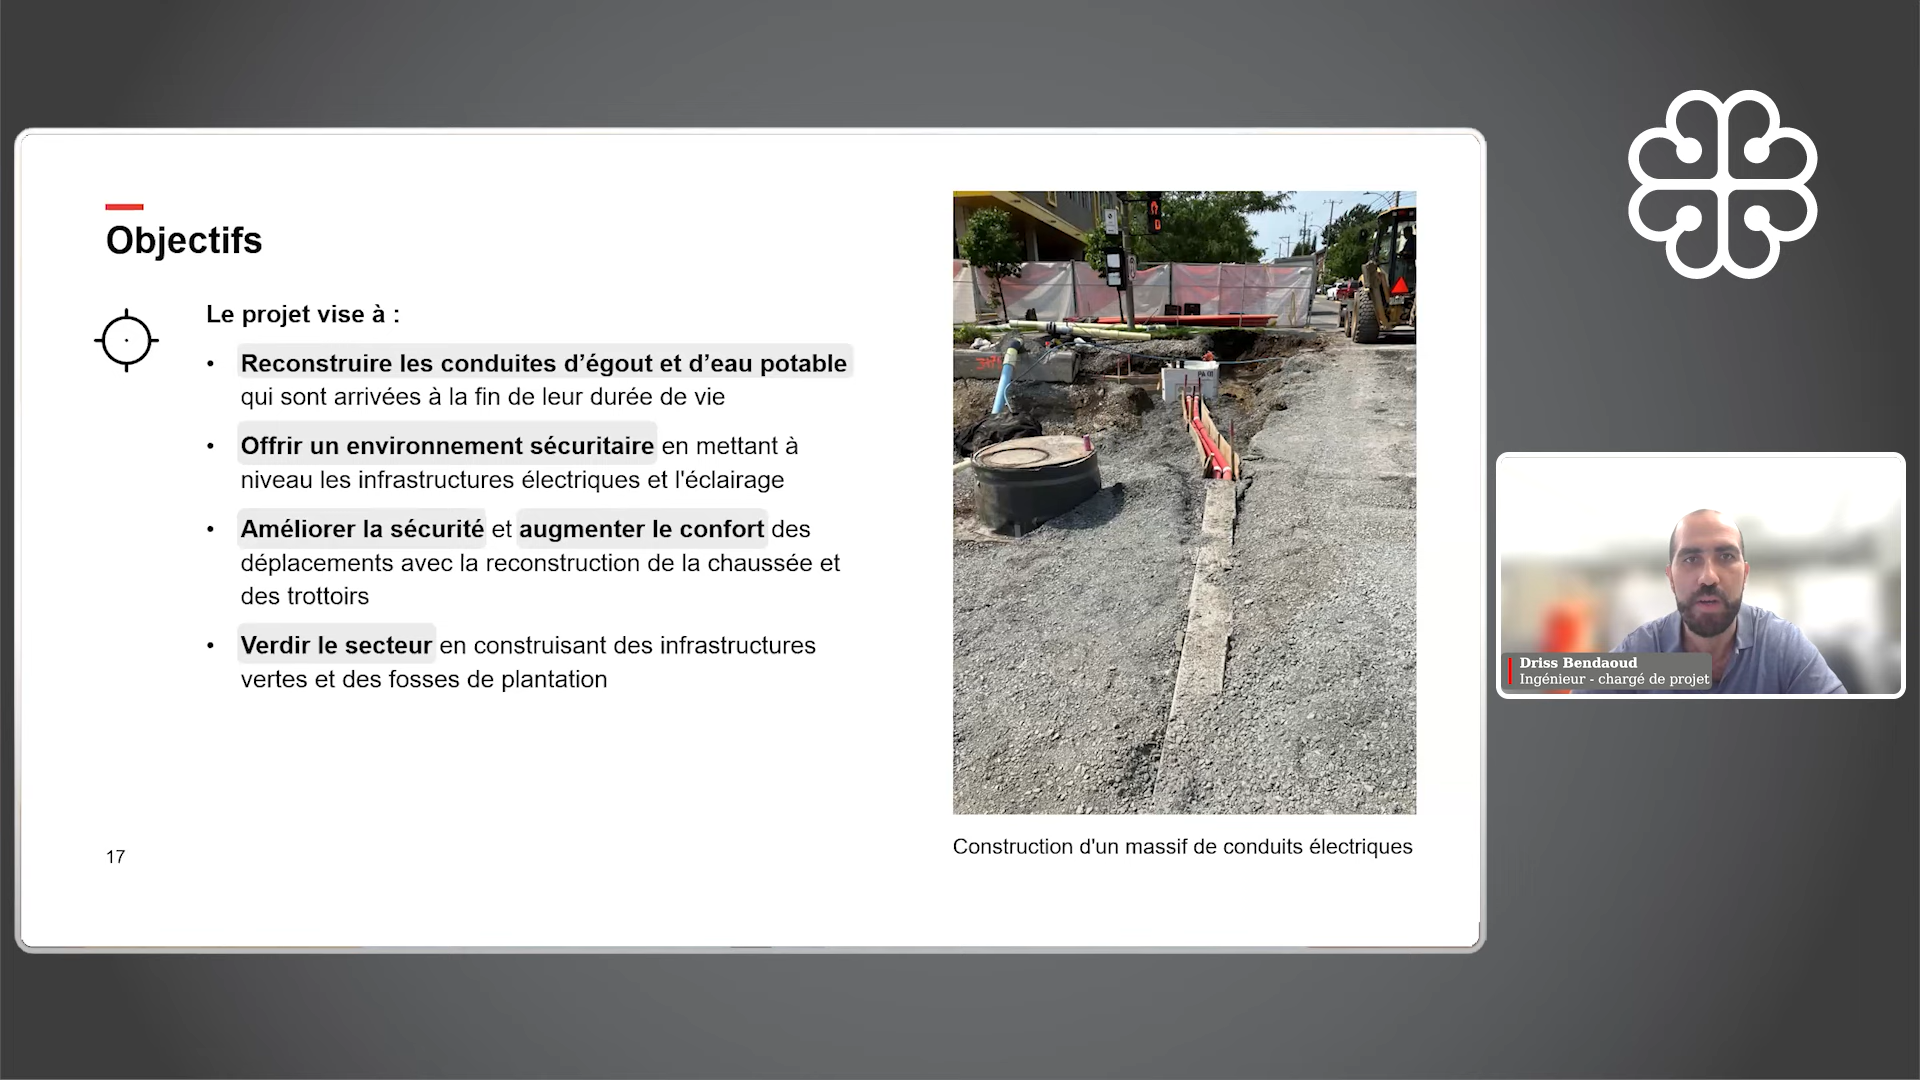 Objectifs
Le projet vise à :
• Reconstruire les conduites d’égout et d’eau potable
qui sont arrivées à la fin de leur durée de vie
• Offrir un environnement sécuritaire en mettant à
niveau les infrastructures électriques et l'éclairage
• Améliorer la sécurité et augmenter le confort des
déplacements avec la reconstruction de la chaussée et
des trottoirs
• Verdir le secteur en construisant des infrastructures
vertes et des fosses de plantation
17
Construction d'un massif de conduits électriques
Driss Bendaoud
Ingénieur - chargé de projet